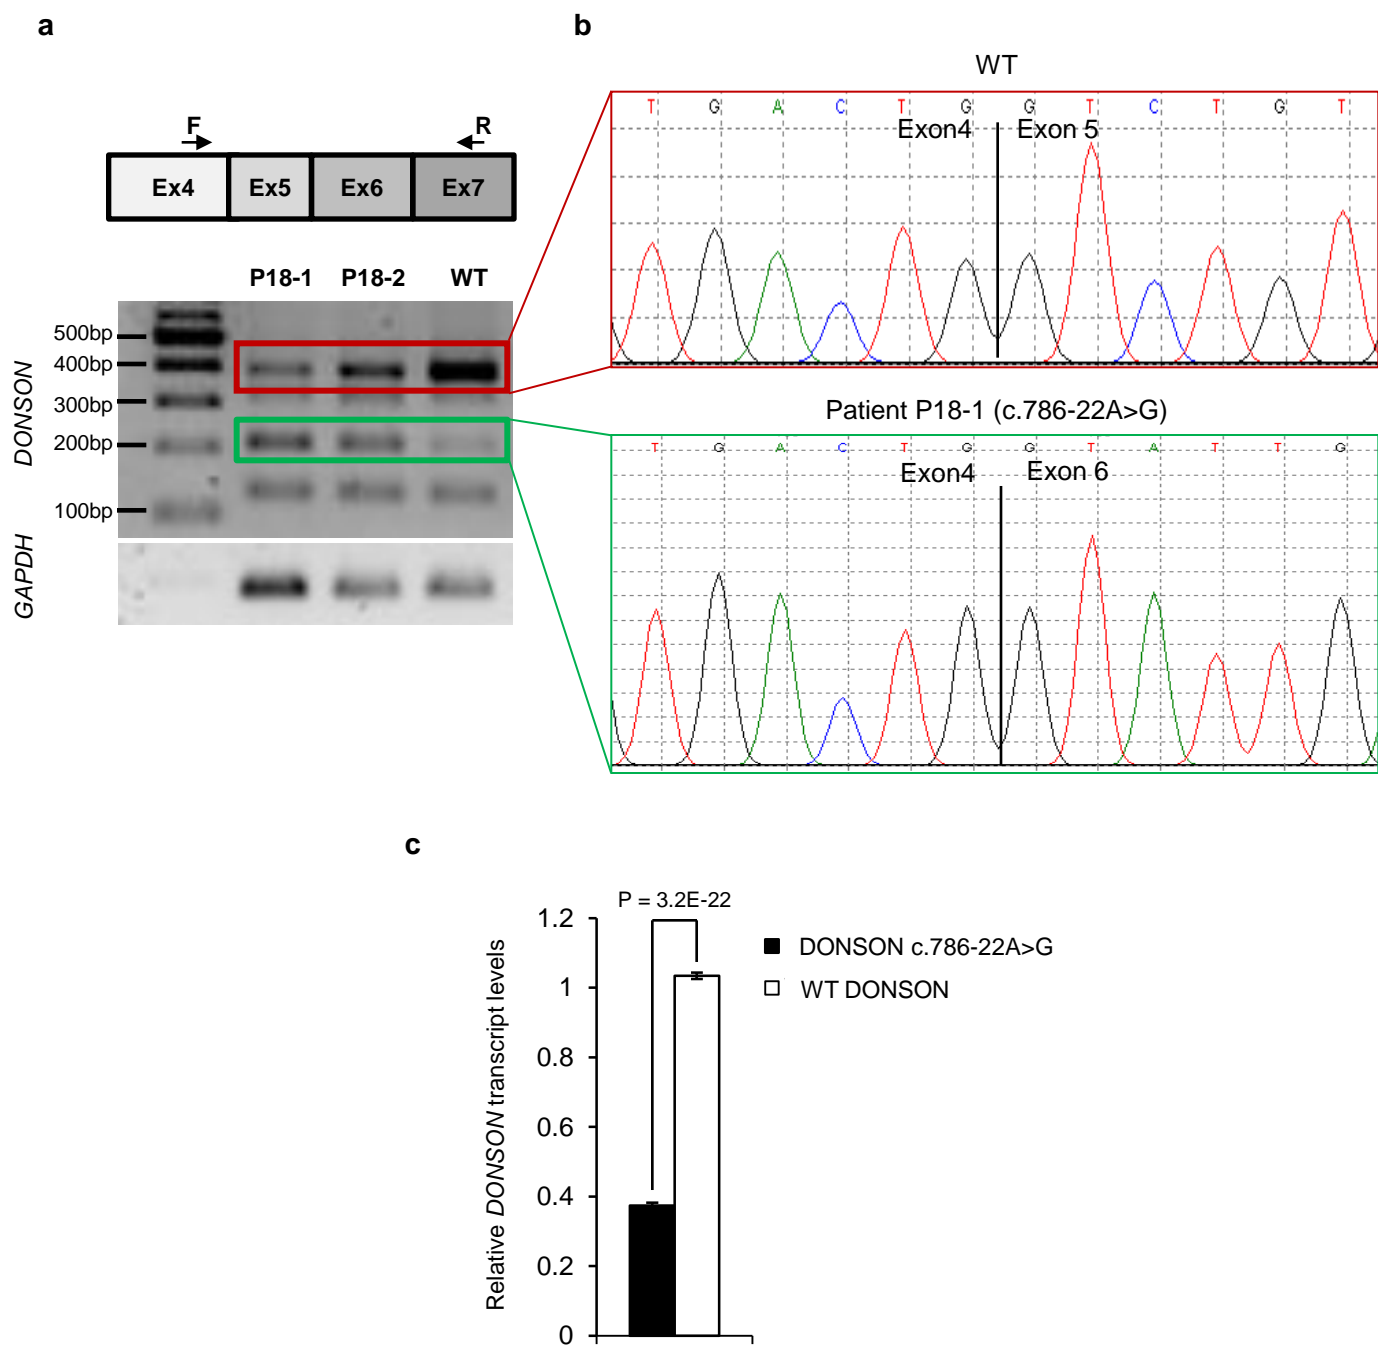 a
F R
Ex4 Ex5 Ex6 Ex7
P18-1 P18-2 WT
500bp
400bp
300bp
200bp
100bp
DONSON
GAPDH
b
WT
T G A C T G G T C T G T
Exon4 Exon 5
Patient P18-1 (c.786-22A>G)
T G A C T G G T A T T G
Exon4 Exon 6
c
P = 3.2E-22
1.2
1
0.8
0.6
0.4
0.2
0
Relative DONSON transcript levels
DONSON c.786-22A>G
WT DONSON